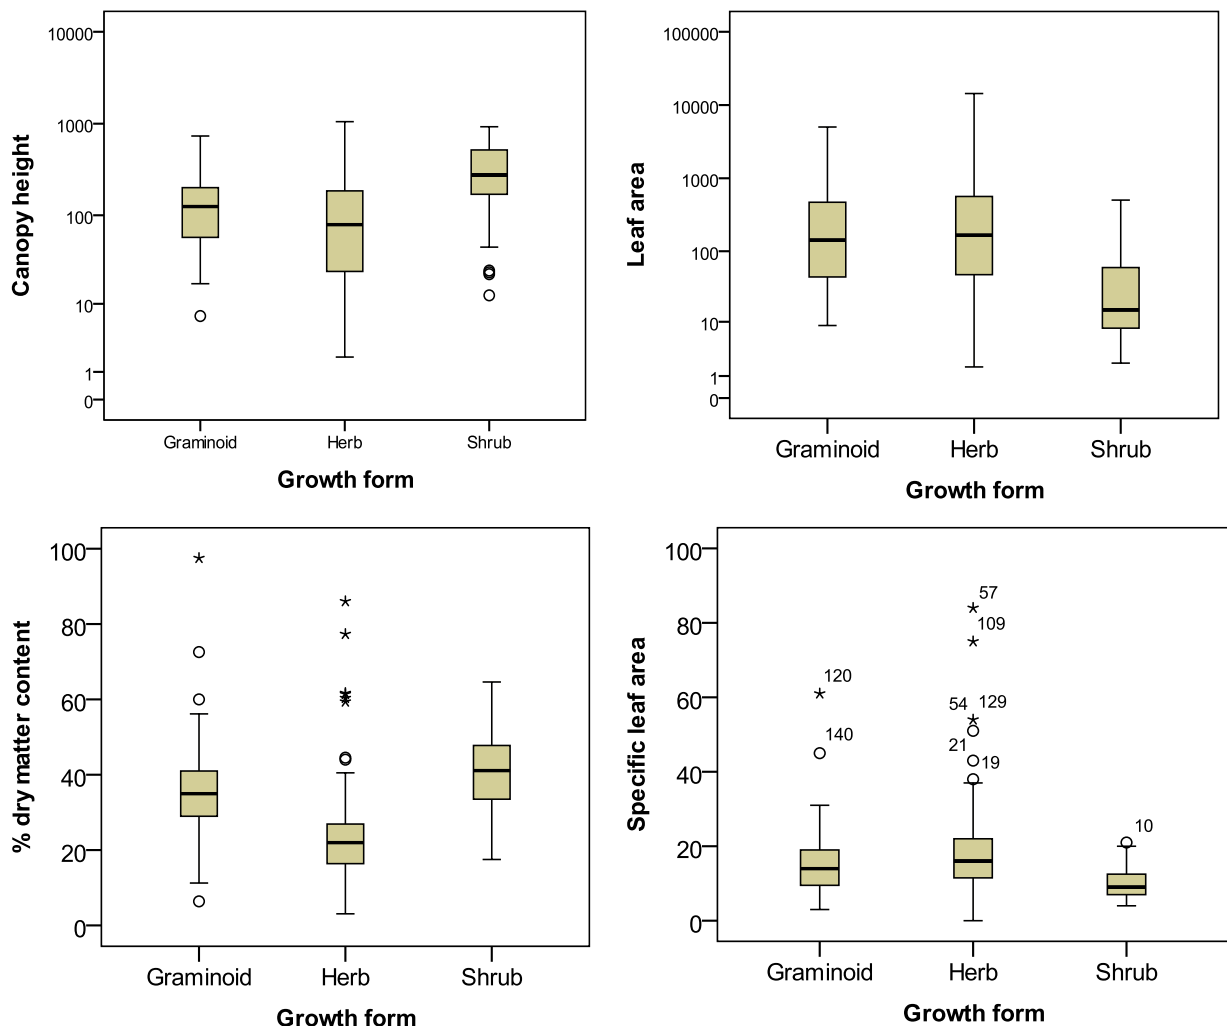 Canopy height
10000
1000
100
10
1
0
Graminoid Herb Shrub
Growth form
Leaf area
100000
10000
1000
100
10
1
0
Graminoid Herb Shrub
Growth form
% dry matter content
100
80
60
40
20
0
Graminoid Herb Shrub
Growth form
Specific leaf area
100
80
60
40
20
0
57
109
120
54 129
140
21
19
10
Graminoid Herb Shrub
Growth form